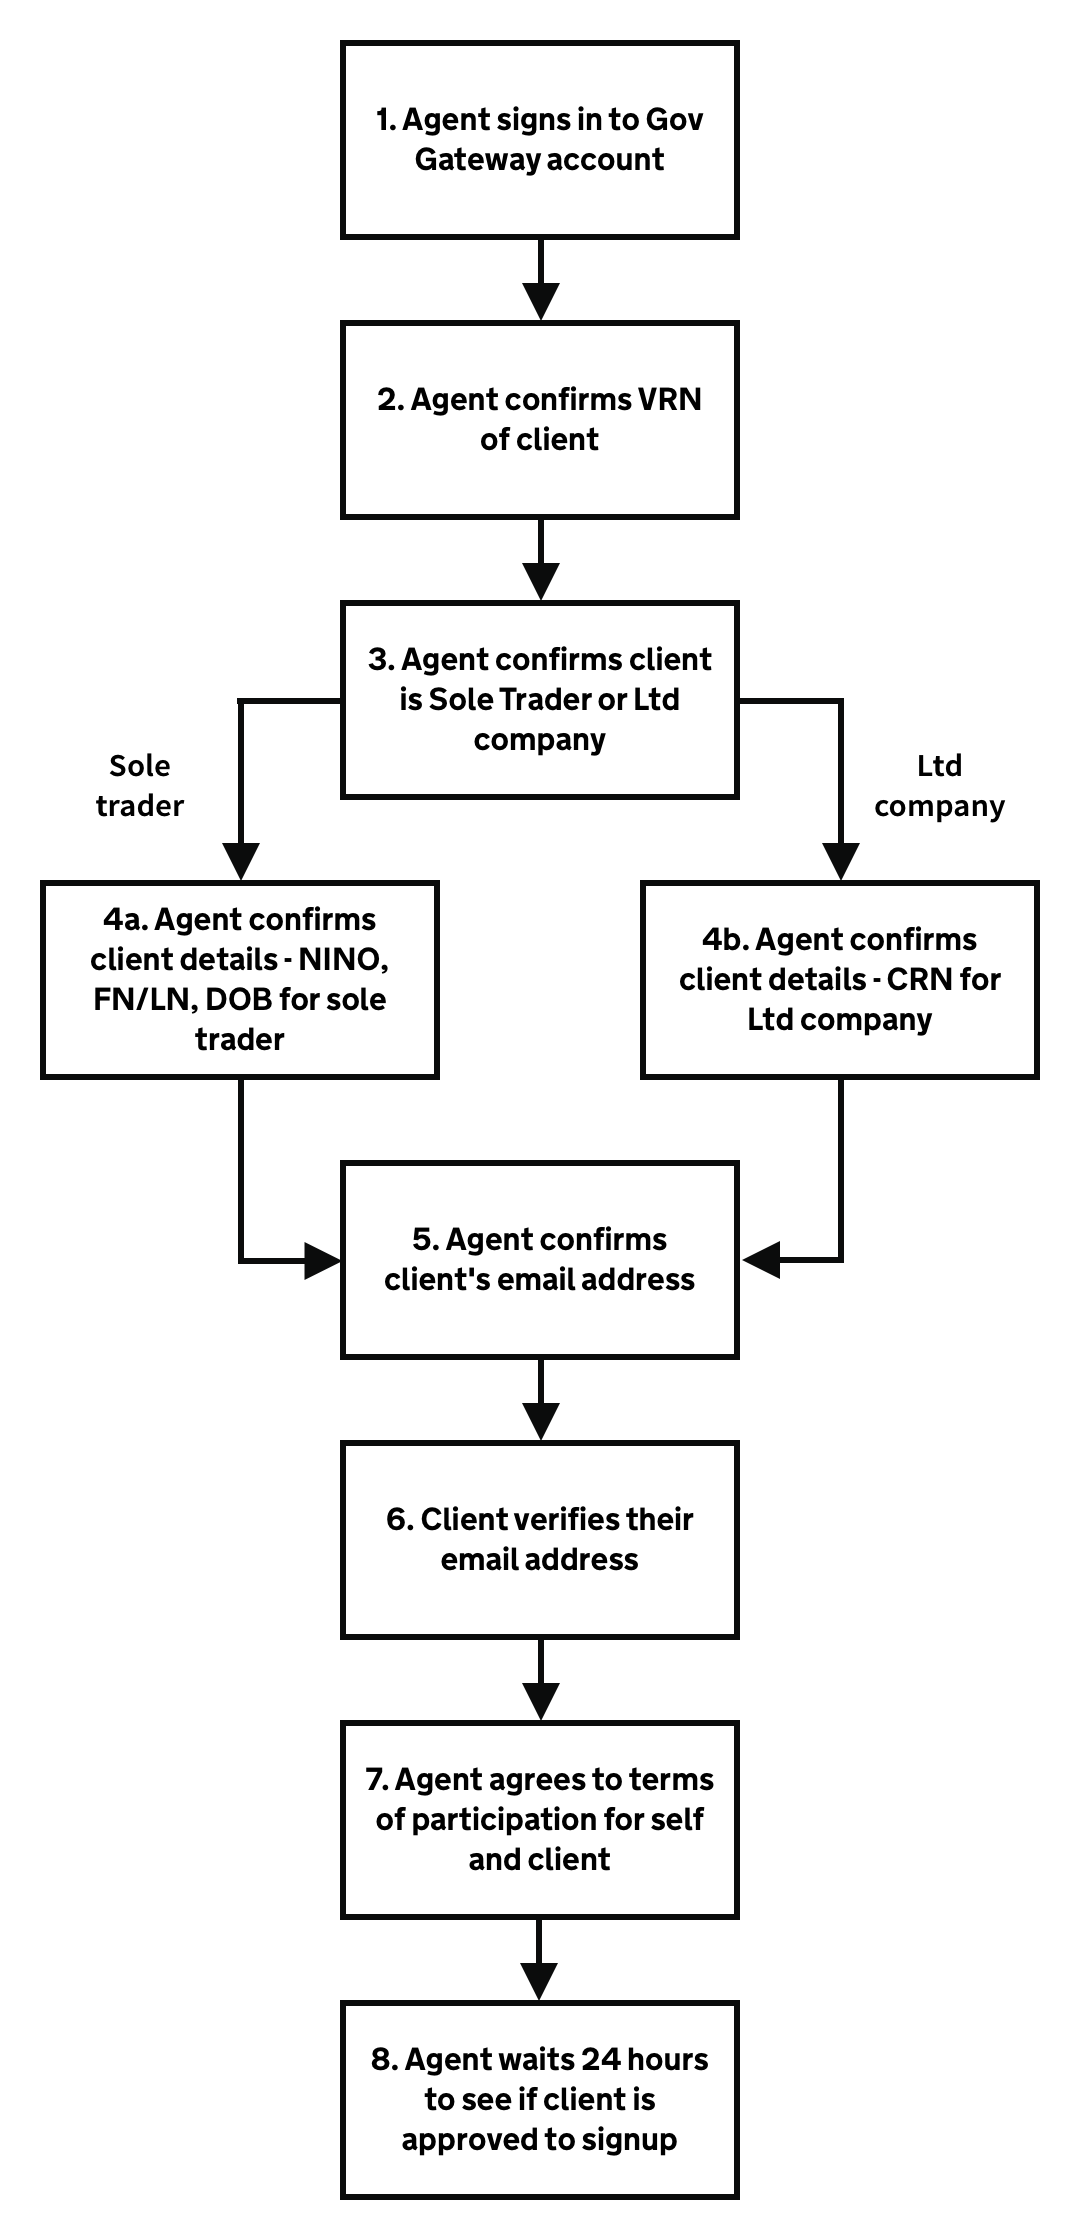 1. Agent signs in to Gov
Gateway account
2. Agent confirms VRN
of client
3. Agent confirms client
is Sole Trader or Ltd
company
Sole
trader
Ltd
company
4a. Agent confirms
client details - NINO,
FN/LN, DOB for sole
trader
4b. Agent confirms
client details - CRN for
Ltd company
5. Agent confirms
client's email address
6. Client verifies their
email address
7. Agent agrees to terms
of participation for self
and client
8. Agent waits 24 hours
to see if client is
approved to signup